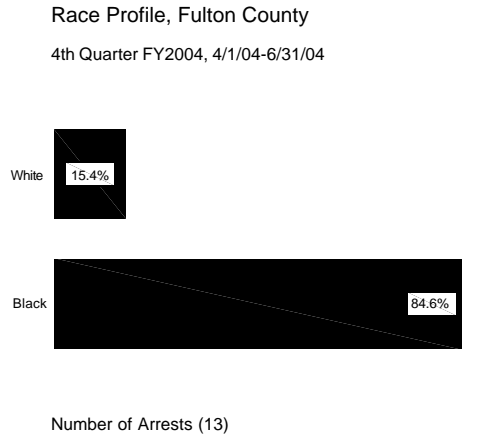 Race Profile, Fulton County
4th Quarter FY2004, 4/1/04-6/31/04
White 15.4%
Black 84.6%
Number of Arrests (13)